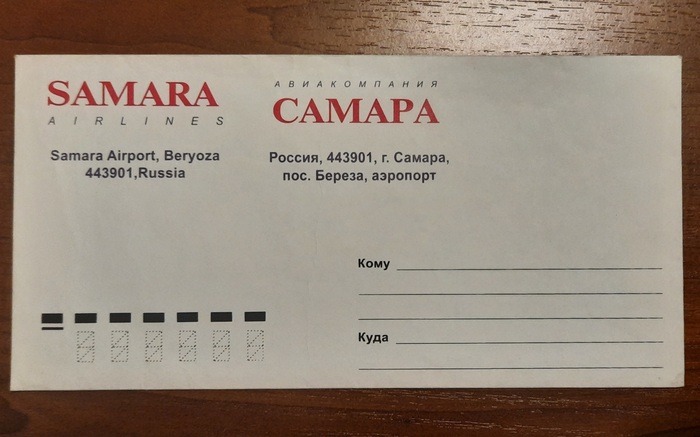 SAMARA
AIRLINES
Samara Airport, Beryoza
443901,Russia
АВИАКОМПАНИЯ
САМАРА
Россия, 443901, г. Самара,
пос. Береза, аэропорт
Кому
Куда